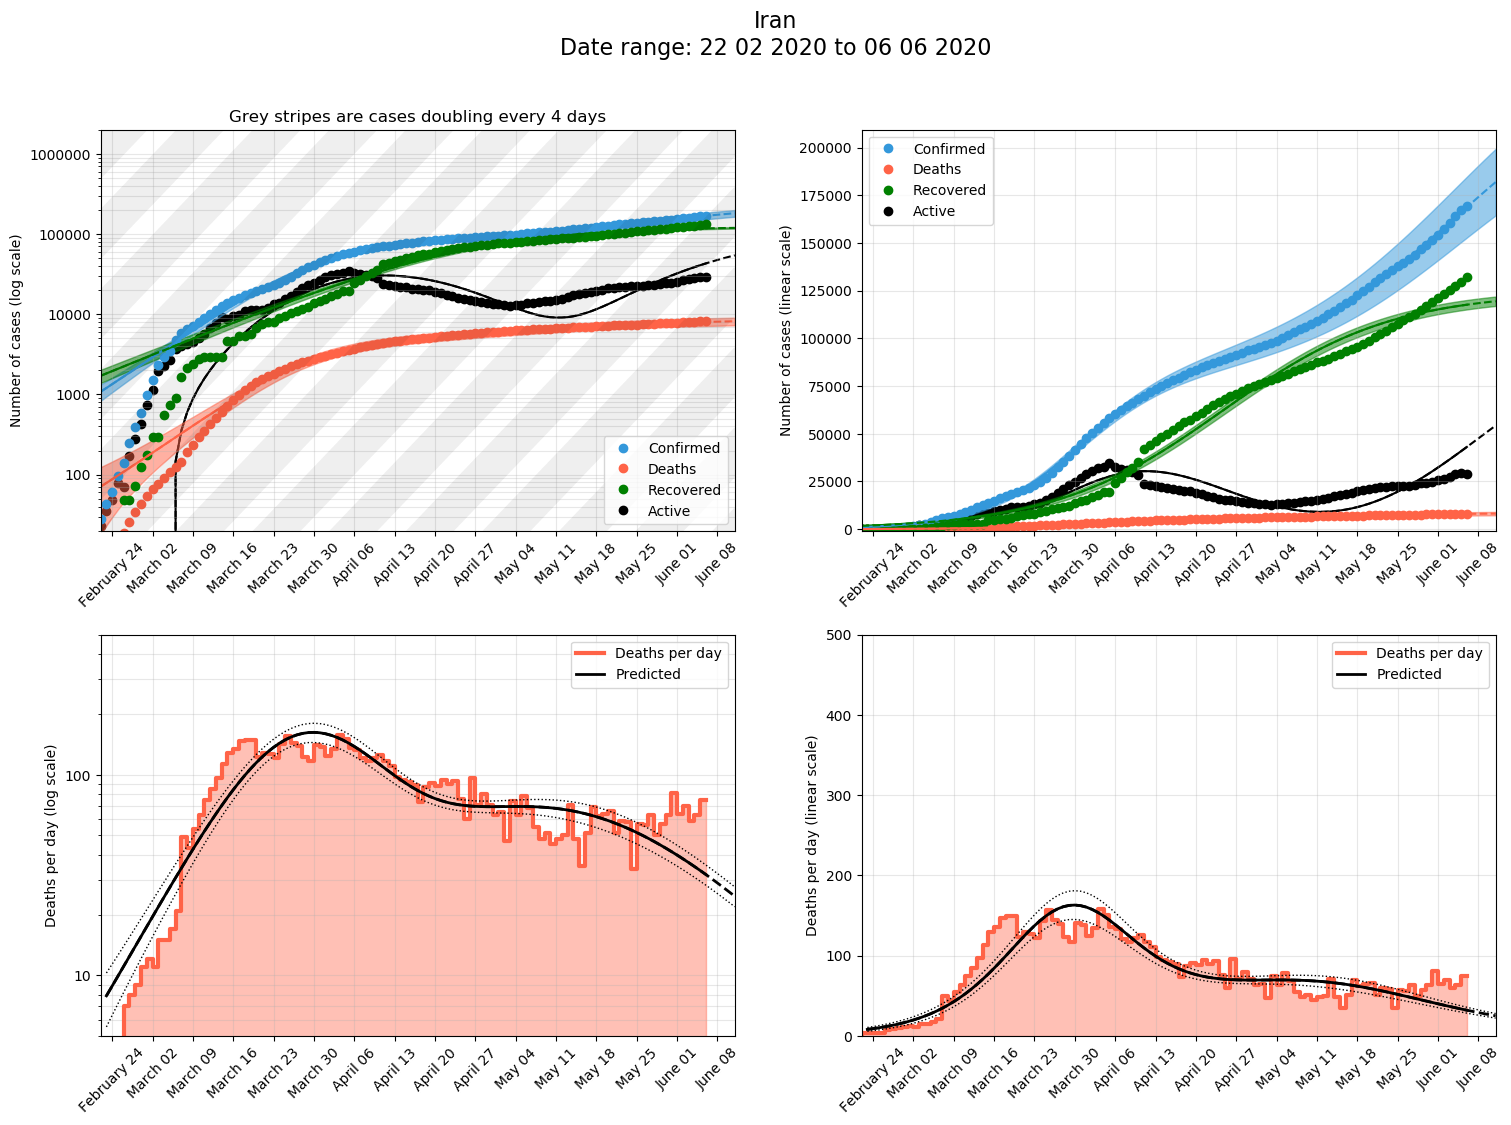 Iran
Date range: 22 02 2020 to 06 06 2020
Grey stripes are cases doubling every 4 days
Number of cases (log scale)
1000000
100000
10000
1000
100
Confirmed
Deaths
Recovered
Active
February 24
March 02
March 09
March 16
March 23
March 30
April 06
April 13
April 20
April 27
May 04
May 11
May 18
May 25
June 01
June 08
Number of cases (linear scale)
200000
175000
150000
125000
100000
75000
50000
25000
0
Confirmed
Deaths
Recovered
Active
February 24
March 02
March 09
March 16
March 23
March 30
April 06
April 13
April 20
April 27
May 04
May 11
May 18
May 25
June 01
June 08
Deaths per day (log scale)
100
10
Deaths per day
Predicted
February 24
March 02
March 09
March 16
March 23
March 30
April 06
April 13
April 20
April 27
May 04
May 11
May 18
May 25
June 01
June 08
Deaths per day (linear scale)
500
400
300
200
100
0
Deaths per day
Predicted
February 24
March 02
March 09
March 16
March 23
March 30
April 06
April 13
April 20
April 27
May 04
May 11
May 18
May 25
June 01
June 08